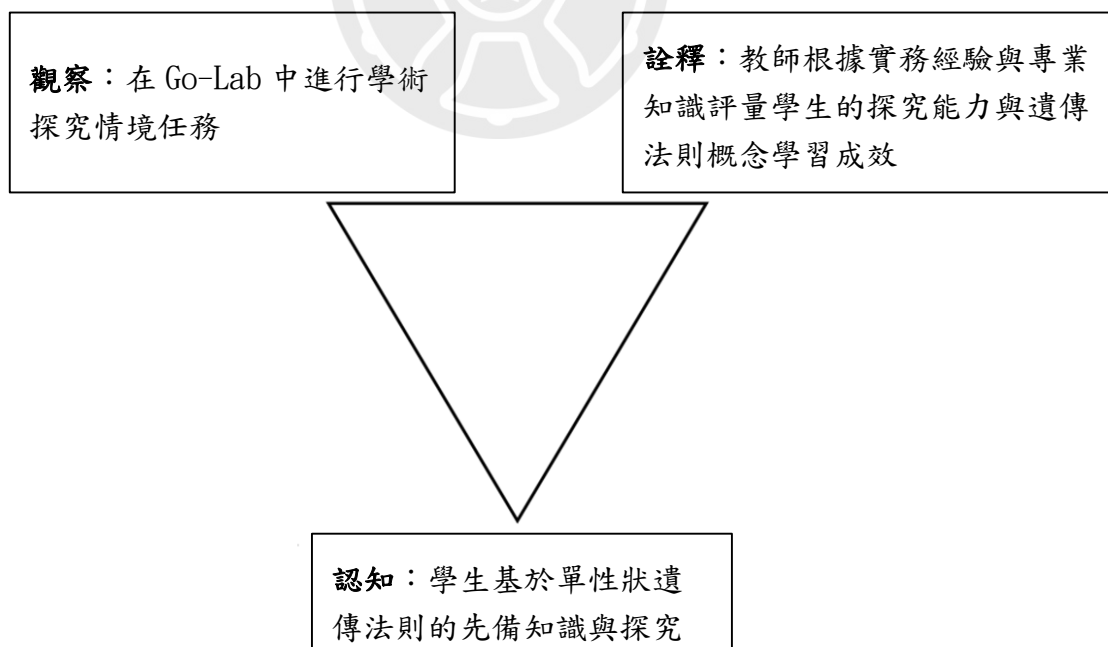 觀察：在 Go-Lab 中進行學術
探究情境任務
詮釋：教師根據實務經驗與專業
知識評量學生的探究能力與遺傳
法則概念學習成效
認知：學生基於單性狀遺
傳法則的先備知識與探究